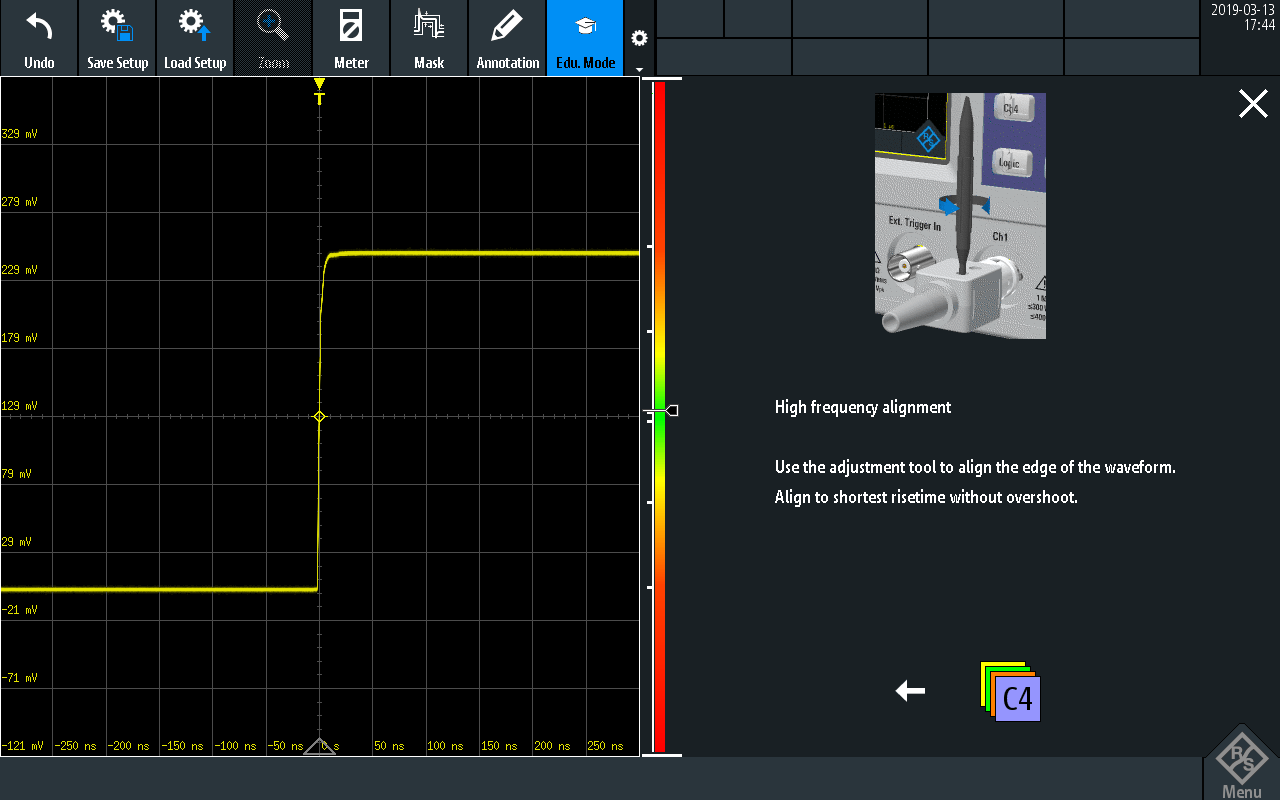 Undo
Save Setup
Load Setup
Zoom
Meter
Mask
Annotation
Edu. Mode
2019-03-13
17:44
T
329 mV
279 mV
229 mV
179 mV
129 mV
79 mV
29 mV
-21 mV
-71 mV
-121 mV
-250 ns
-200 ns
-150 ns
-100 ns
-50 ns
0 s
50 ns
100 ns
150 ns
200 ns
250 ns
Ch4
Logic
Ext. Trigger In
Ch1
High frequency alignment
Use the adjustment tool to align the edge of the waveform.
Align to shortest risetime without overshoot.
C4
R S
Menu